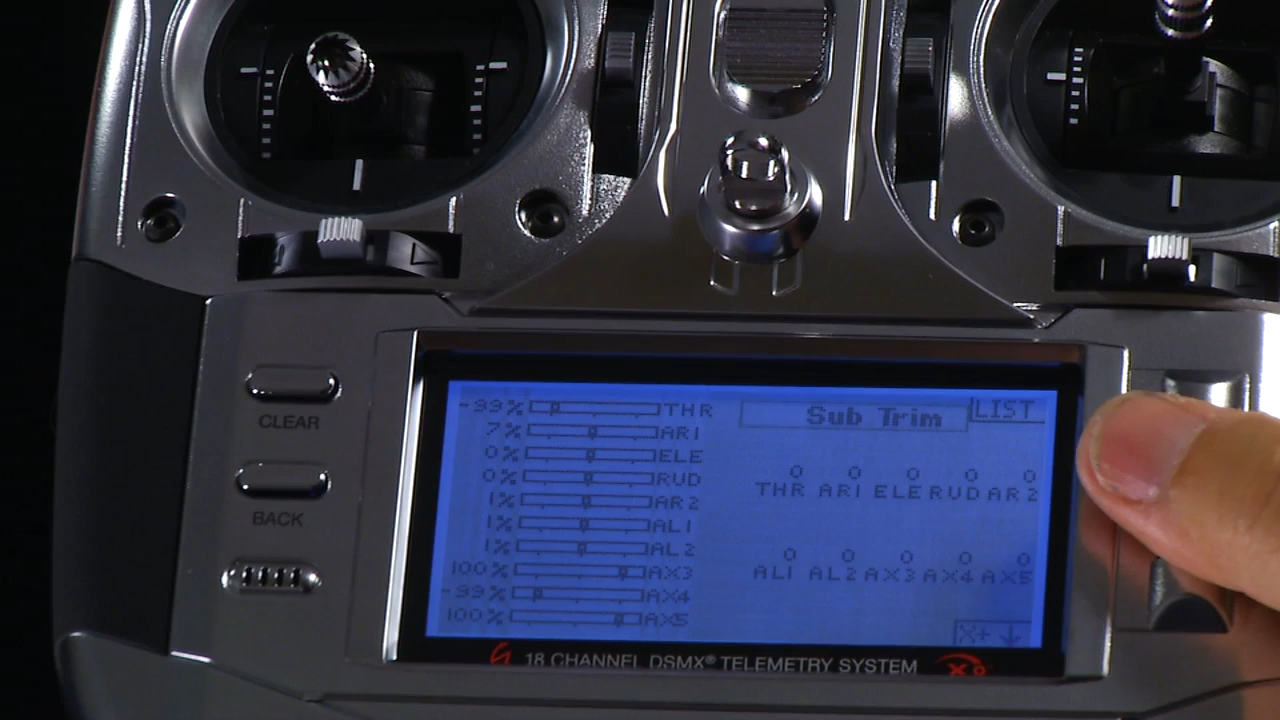 CLEAR
BACK
-99% THR
7% AR1
0% ELE
0% RUD
1% AR2
1% AL1
1% AL2
100% AX3
-99% AX4
100% AX5
Sub Trim
LIST
0 0 0 0 0
THR AR1 ELE RUD AR2
0 0 0 0 0
AL1 AL2 AX3 AX4 AX5
X+ ↓
18 CHANNEL DSMX® TELEMETRY SYSTEM